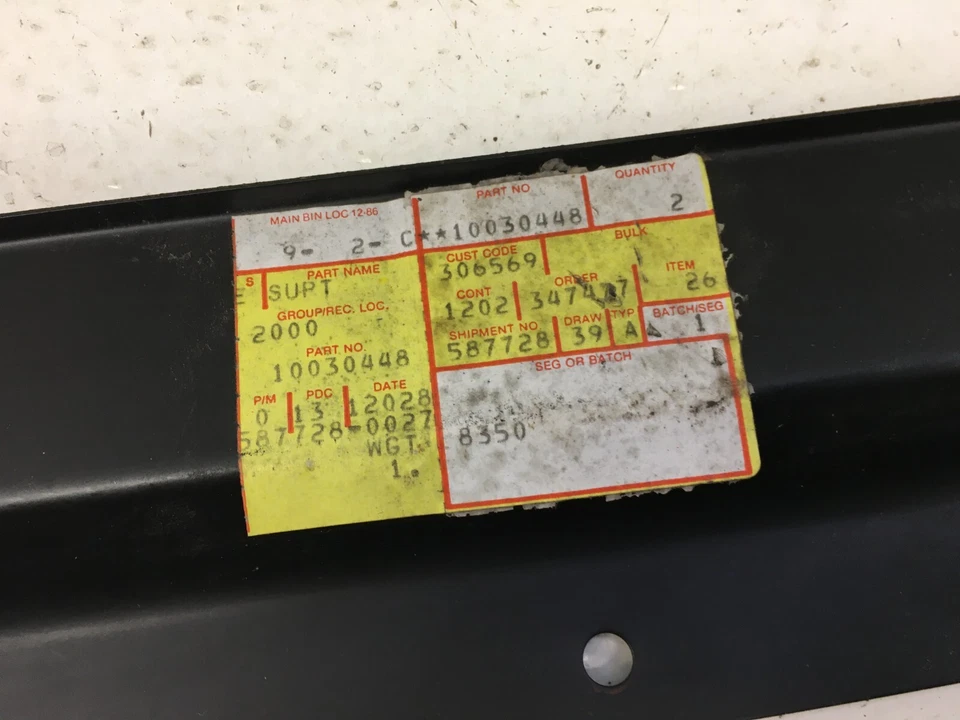 MAIN BIN LOC 12-86
9- 2- C**10030448
PART NO
QUANTITY
2
S
PART NAME
E SURT
GROUP/REC. LOC.
2000
PART NO.
10030448
P/M PDC DATE
0 13 12028
587728-0027
WGT.
1.
CUST CODE
306569
BULK
CONT ORDER ITEM
1202 26
SHIPMENT NO DRAW TYP BATCH/SEG
587728 39 A 1
SEG OR BATCH
8350